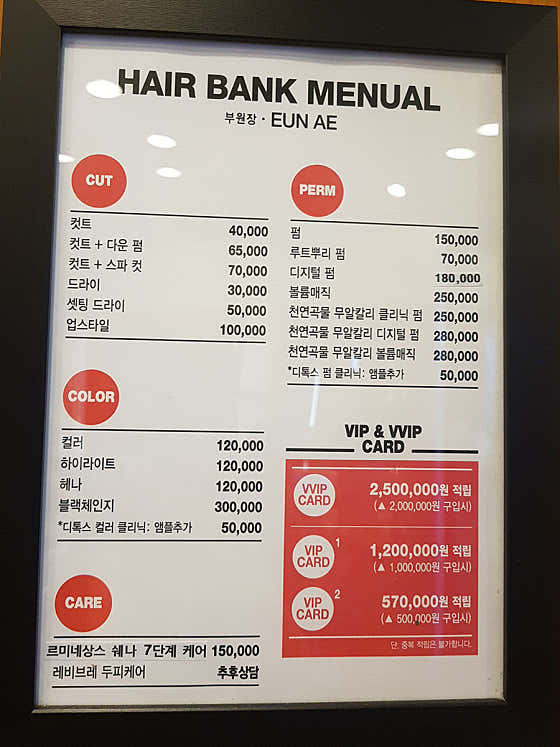 HAIR BANK MENUAL
부원장 · EUN AE
CUT
컷트 40,000
컷트 + 다운 펌 65,000
컷트 + 스파 컷 70,000
드라이 30,000
셋팅 드라이 50,000
업스타일 100,000
COLOR
컬러 120,000
하이라이트 120,000
헤나 120,000
블랙체인지 300,000
*디톡스 컬러 클리닉: 앰플추가 50,000
CARE
르미네상스 쉐나 7단계 케어 150,000
레비브레 두피케어 추후상담
PERM
펌 150,000
루트뿌리 펌 70,000
디지털 펌 180,000
볼륨매직 250,000
천연곡물 무알칼리 클리닉 펌 250,000
천연곡물 무알칼리 디지털 펌 280,000
천연곡물 무알칼리 볼륨매직 280,000
*디톡스 펌 클리닉: 앰플추가 50,000
VIP & VVIP
CARD
VVIP
CARD
2,500,000원 적립
(▲ 2,000,000원 구입시)
VIP 1
CARD
1,200,000원 적립
(▲ 1,000,000원 구입시)
VIP 2
CARD
570,000원 적립
(▲ 500,000원 구입시)
단, 중복 적립은 불가합니다.